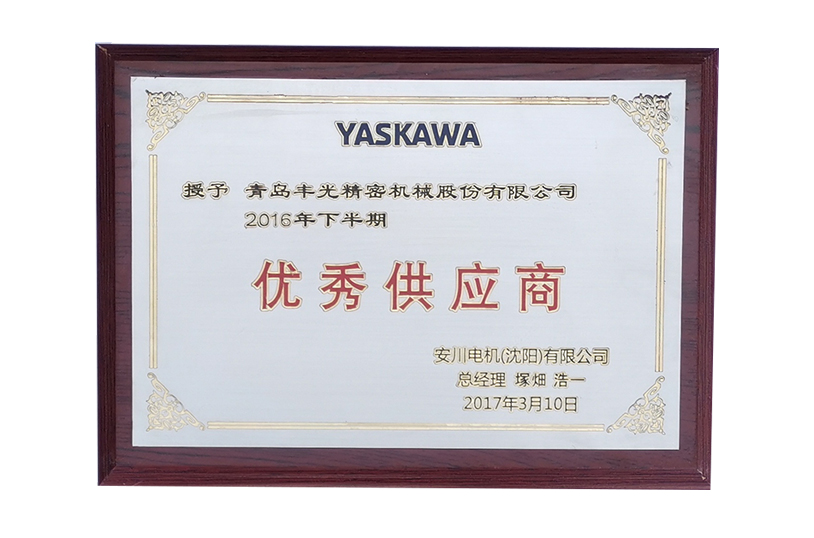 YASKAWA
授予 青岛丰光精密机械股份有限公司
2016年下半期
优秀供应商
安川电机(沈阳)有限公司
总经理 塚畑 浩一
2017年3月10日